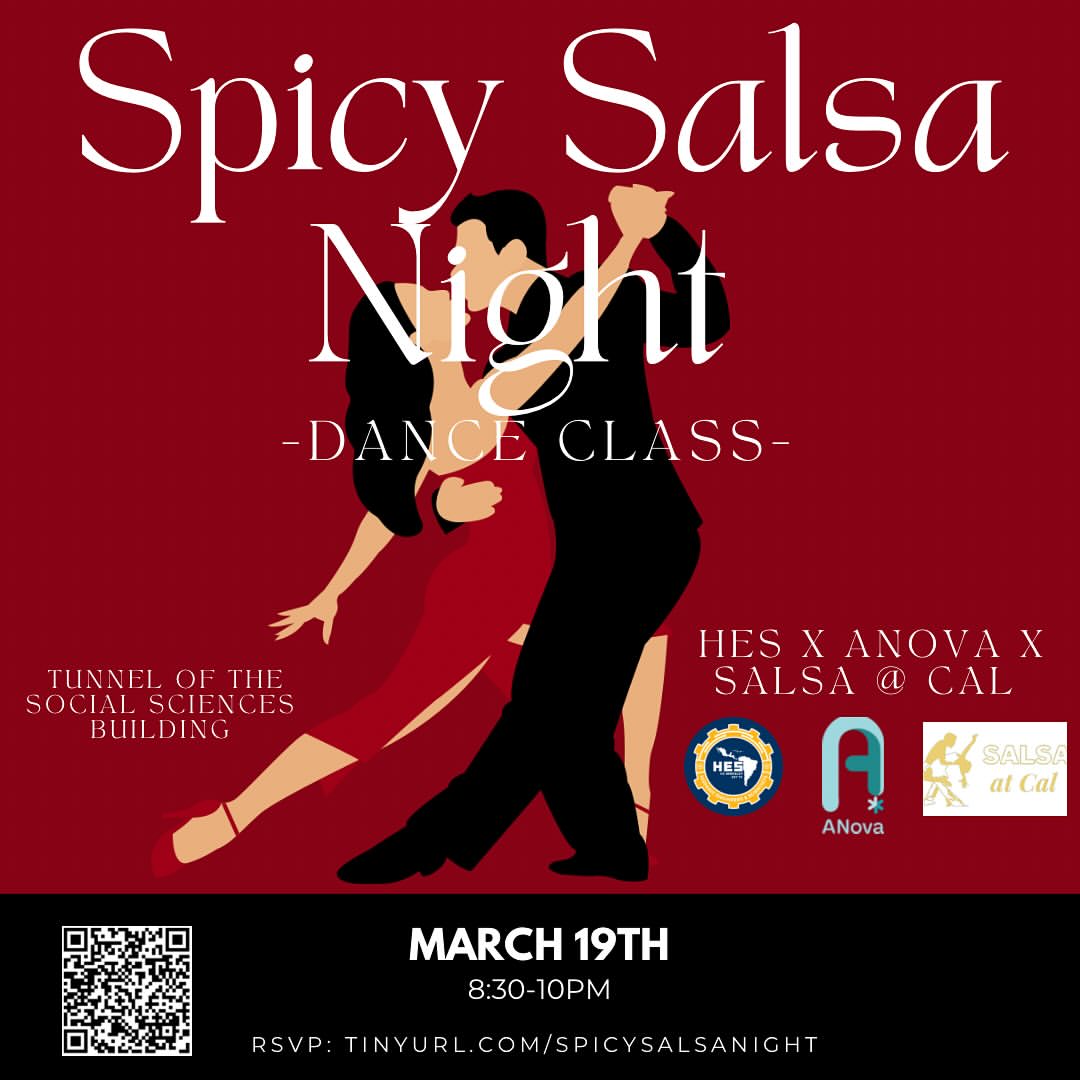 Spicy Salsa
Night
-DANCE CLASS-
TUNNEL OF THE
SOCIAL SCIENCES
BUILDING
HES X ANOVA X
SALSA @ CAL
HES
ANova
SALSA
at Cal
MARCH 19TH
8:30-10PM
RSVP: TINYURL.COM/SPICYSALSANIGHT